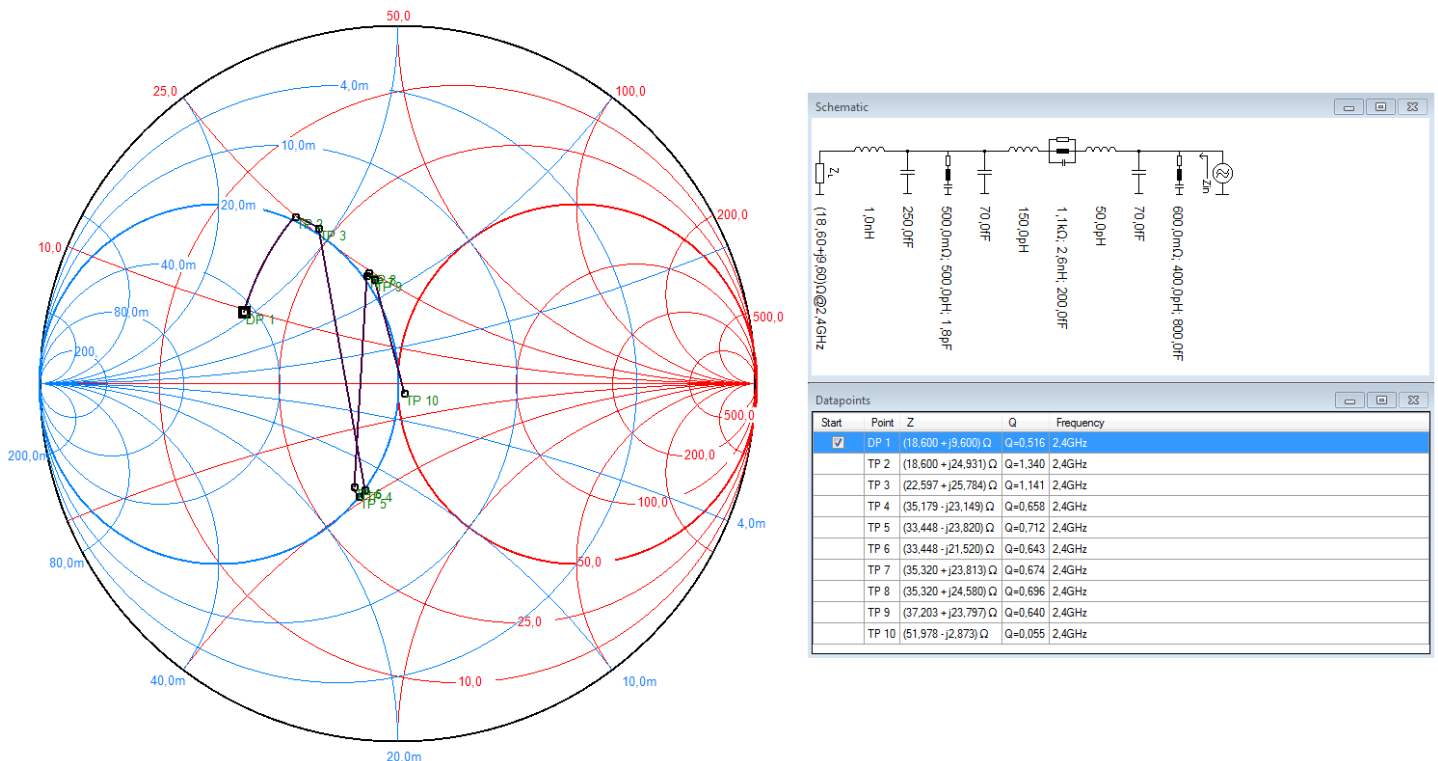 50,0
25,0
4,0m
100,0
10,0m
20,0m
TP 2
TP 3
200,0
10,0
40,0m
TP 9
80,0m
DP 1
500,0
200,
TP 10
500,0
200,0m
200,0
TP 4
TP 5
100,0
4,0m
80,0m
50,0
25,0
40,0m
10,0
10,0m
20.0m
Schematic
ZL
Zin
(18,60+j9,60)Ω@2,4GHz
1,0nH
250,0fF
500,0mΩ; 500,0pH; 1,8pF
70,0fF
150,0pH
1,1kΩ; 2,6nH; 200,0fF
50,0pH
70,0fF
600,0mΩ; 400,0pH; 800,0fF
Datapoints
Start Point Z Q Frequency
DP 1 (18,600 + j9,600) Ω Q=0,516 2,4GHz
TP 2 (18,600 + j24,931) Ω Q=1,340 2,4GHz
TP 3 (22,597 + j25,784) Ω Q=1,141 2,4GHz
TP 4 (35,179 - j23,149) Ω Q=0,658 2,4GHz
TP 5 (33,448 - j23,820) Ω Q=0,712 2,4GHz
TP 6 (33,448 - j21,520) Ω Q=0,643 2,4GHz
TP 7 (35,320 + j23,813) Ω Q=0,674 2,4GHz
TP 8 (35,320 + j24,580) Ω Q=0,696 2,4GHz
TP 9 (37,203 + j23,797) Ω Q=0,640 2,4GHz
TP 10 (51,978 - j2,873) Ω Q=0,055 2,4GHz